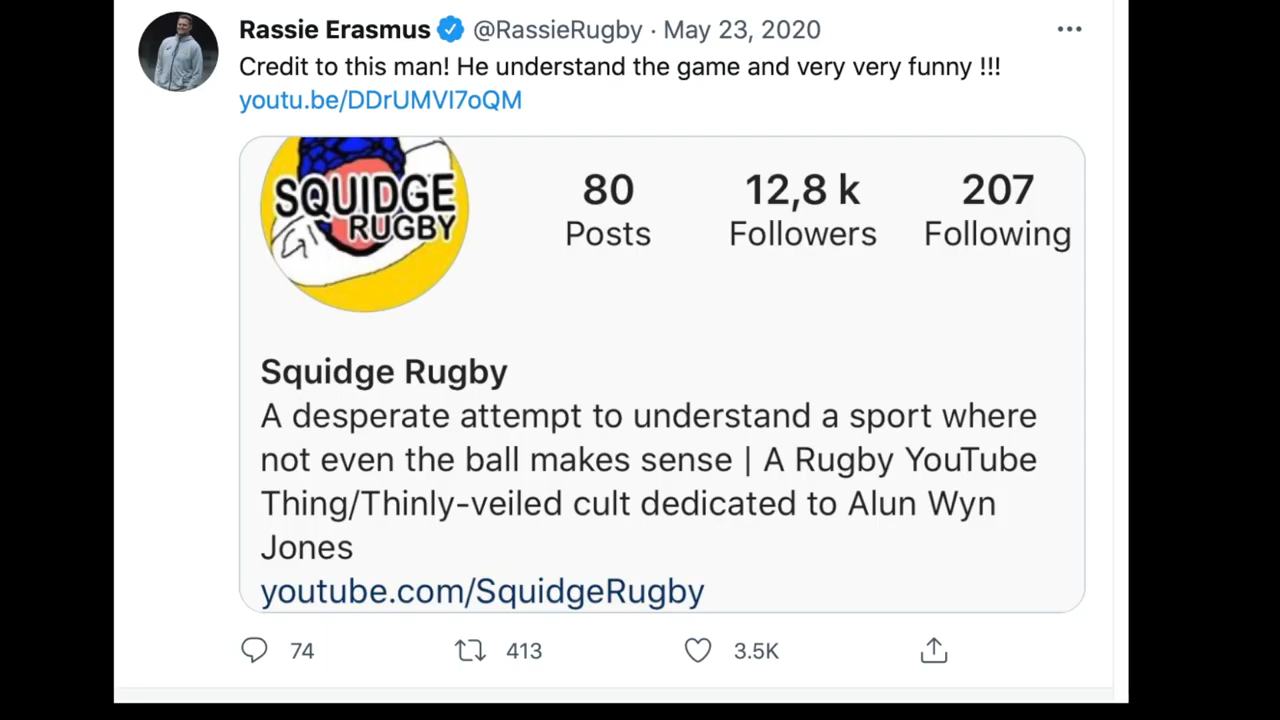 Rassie Erasmus @RassieRugby · May 23, 2020
Credit to this man! He understand the game and very very funny !!!
youtu.be/DDrUMVI7oQM
SQUIDGE
RUGBY
80 12,8 k 207
Posts Followers Following
Squidge Rugby
A desperate attempt to understand a sport where
not even the ball makes sense | A Rugby YouTube
Thing/Thinly-veiled cult dedicated to Alun Wyn
Jones
youtube.com/SquidgeRugby
74 413 3.5K